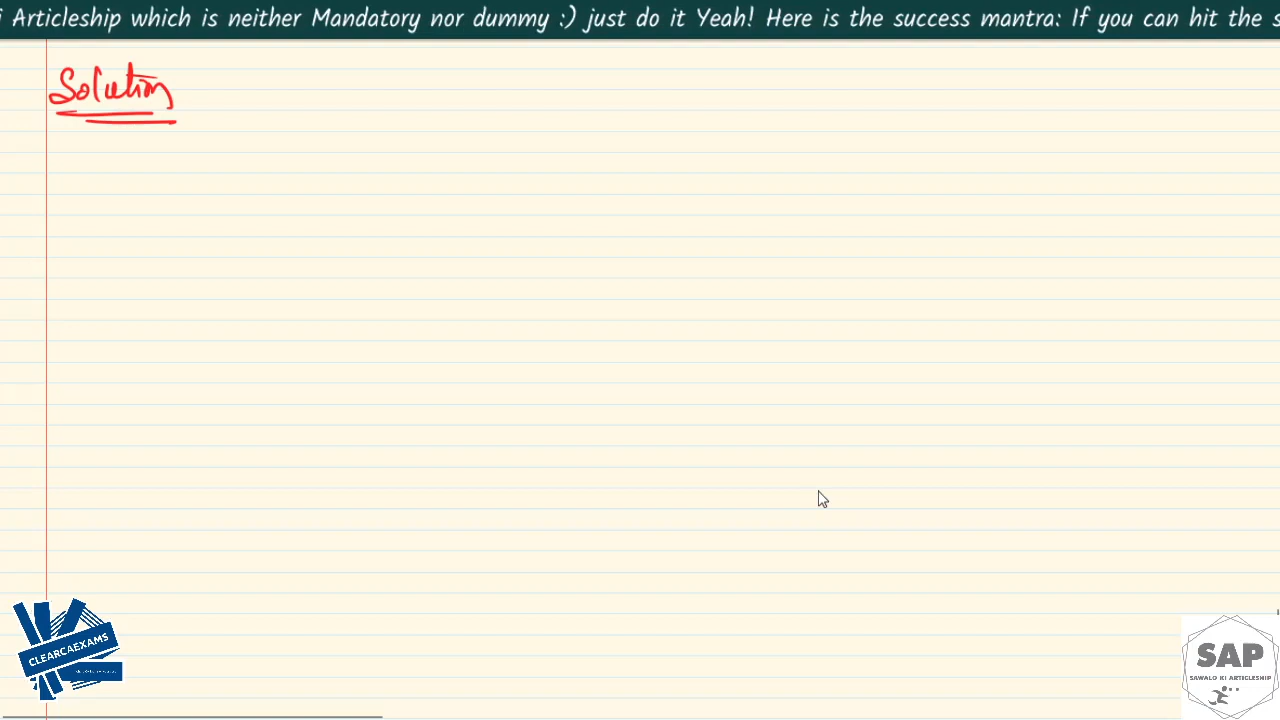 i Articleship which is neither Mandatory nor dummy :) just do it Yeah! Here is the success mantra: If you can hit the s
Solution
CLEARCAEXAMS
SAP
SAWALO KI ARTICLESHIP